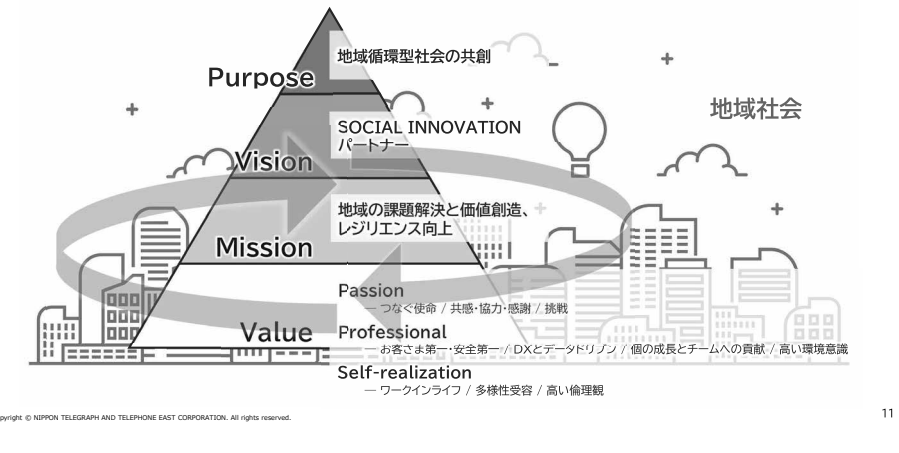 地域循環型社会の共創
Purpose
地域社会
SOCIAL INNOVATION
パートナー
Vision
地域の課題解決と価値創造、
レジリエンス向上
Mission
Passion
― つなぐ使命 / 共感・協力・感謝 / 挑戦
Value
Professional
― お客さま第一・安全第一 / DXとデータドリブン / 個の成長とチームへの貢献 / 高い環境意識
Self-realization
― ワークインライフ / 多様性受容 / 高い倫理観
pyright © NIPPON TELEGRAPH AND TELEPHONE EAST CORPORATION. All rights reserved.
11